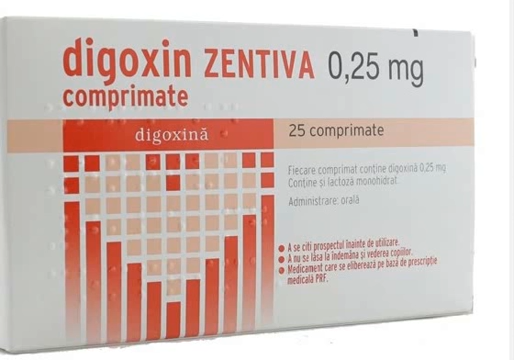 digoxin ZENTIVA 0,25 mg
comprimate
digoxină
25 comprimate
Fiecare comprimat conține digoxină 0,25 mg
Conține și lactoză monohidrat.
Administrare: orală
A se citi prospectul înainte de utilizare.
A nu se lăsa la îndemâna și vederea copiilor.
Medicament care se eliberează pe bază de prescripție
medicală PRF.